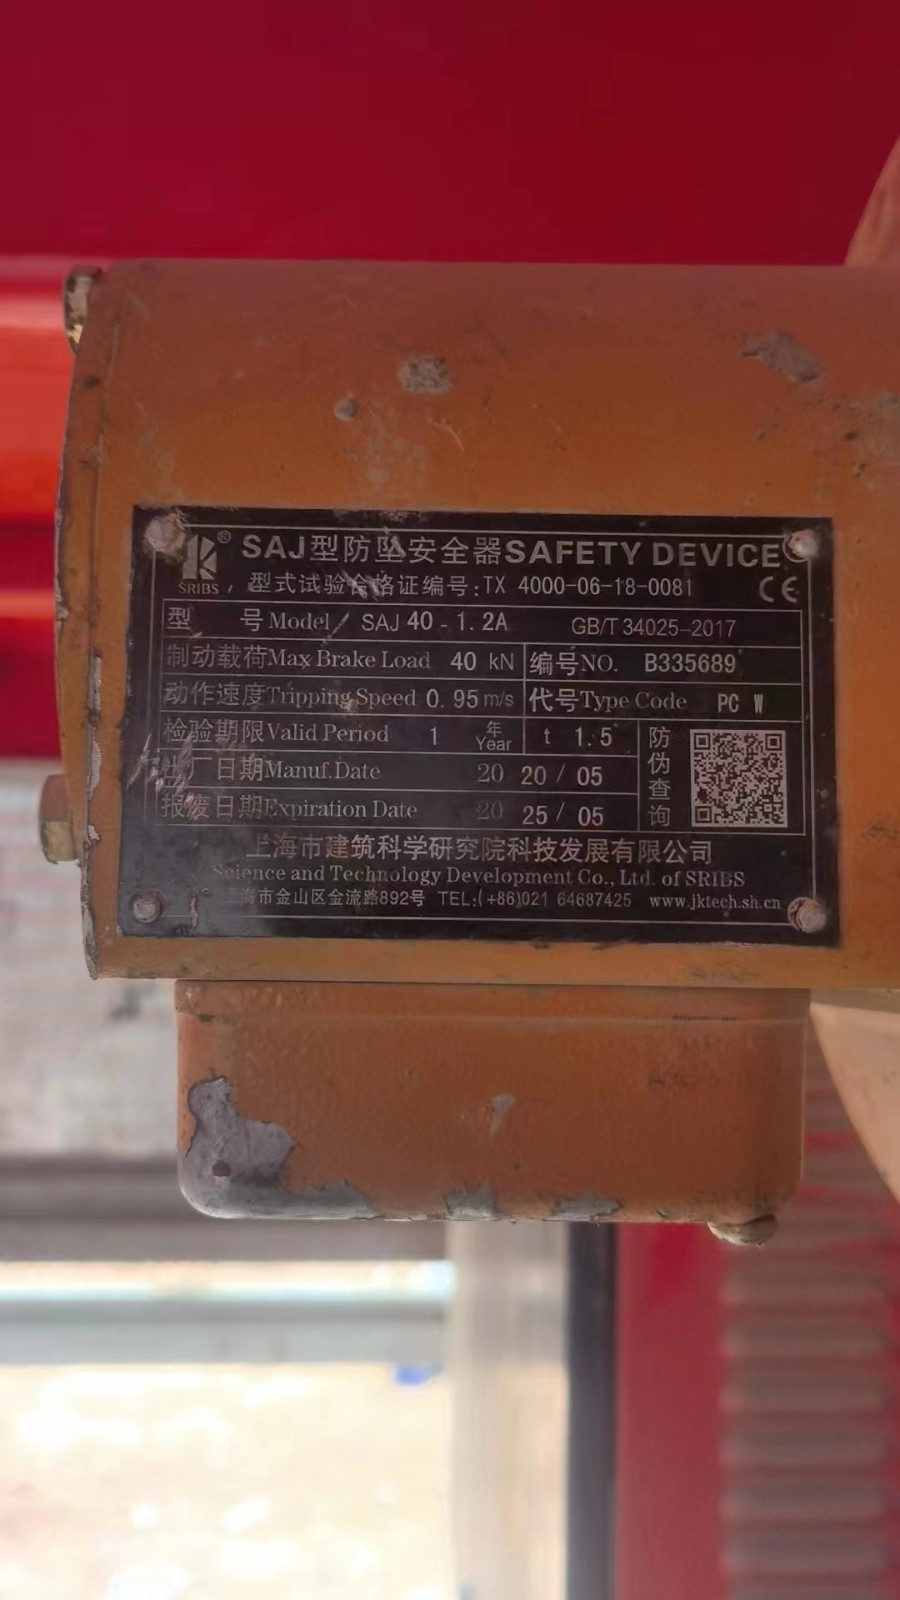 SAJ型防坠安全器SAFETY DEVICE
SRIBS
型式试验合格证编号:TX 4000-06-18-0081 CE
型 号Model SAJ 40 - 1.2A GB/T 34025-2017
制动载荷Max Brake Load 40 kN 编号NO. B335689
动作速度Tripping Speed 0.95 m/s 代号Type Code PC W
检验期限Valid Period 1 年 Year t 1.5 防伪查询
出厂日期Manuf.Date 20 20 / 05
报废日期Expiration Date 20 25 / 05
上海市建筑科学研究院科技发展有限公司
Science and Technology Development Co., Ltd. of SRIBS
海市金山区金流路892号 TEL:(+86)021 64687425 www.jktech.sh.cn